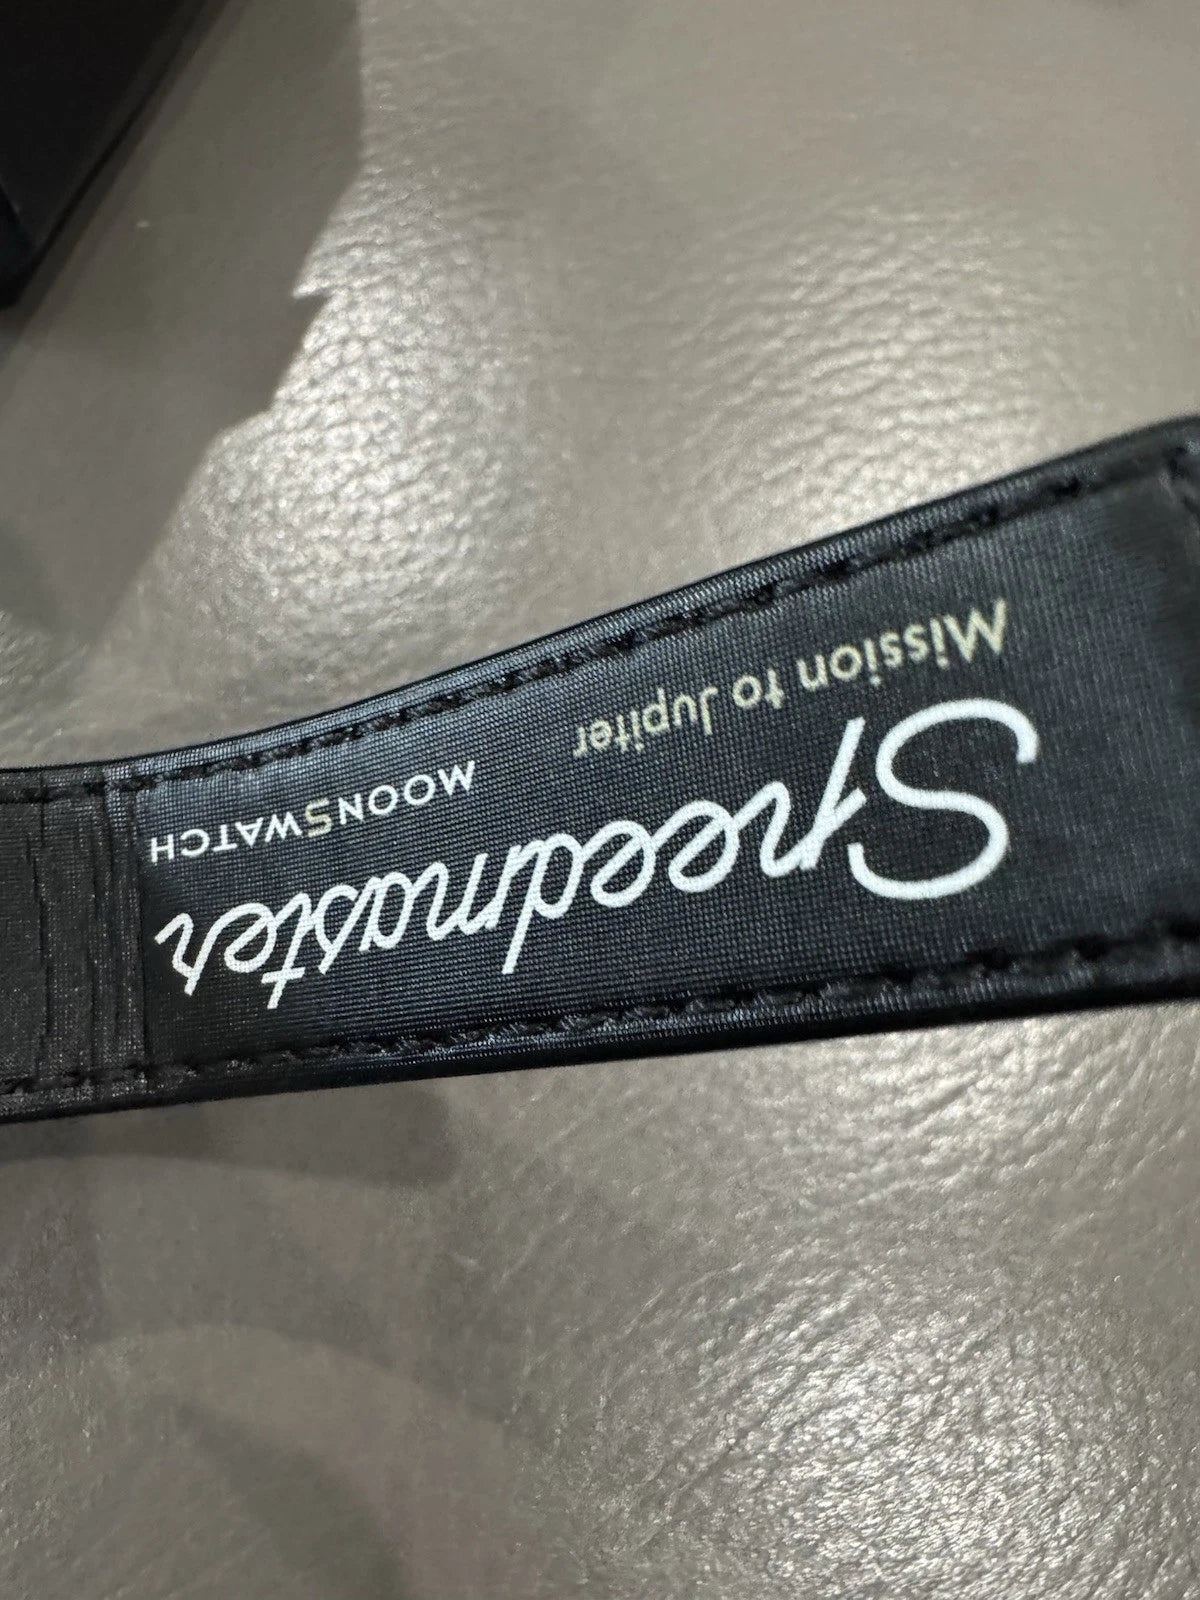 Speedmaster
Mission to Jupiter
MOONSWATCH